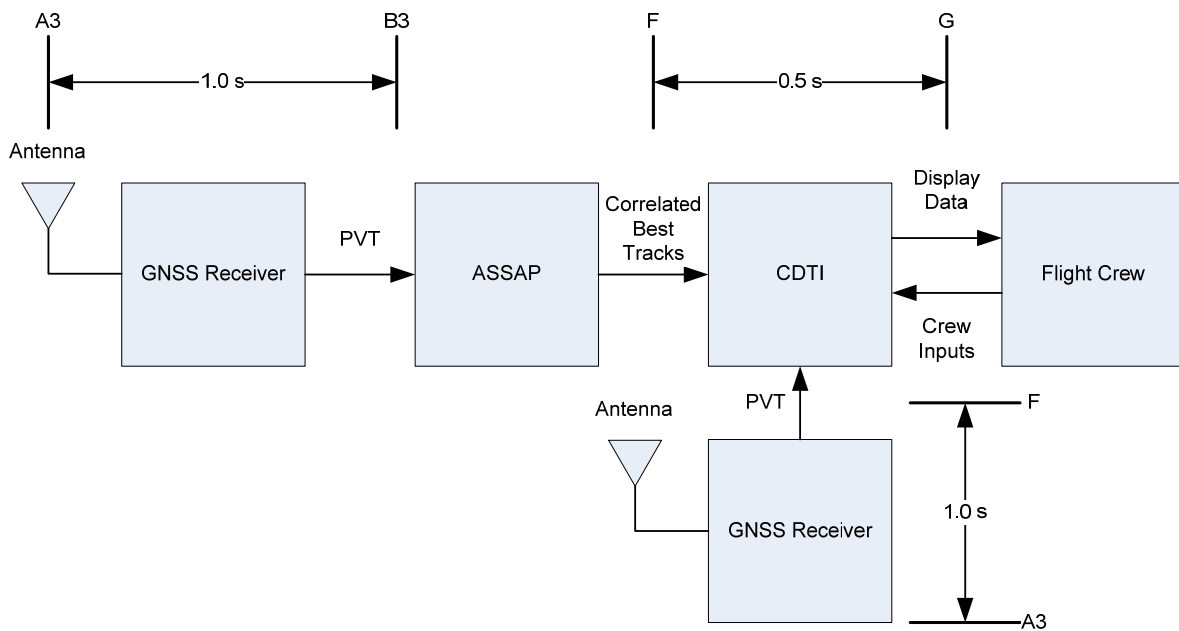 A3
B3
F
G
1.0 s
0.5 s
Antenna
GNSS Receiver
PVT
ASSAP
Correlated
Best
Tracks
CDTI
Display
Data
Crew
Inputs
Flight Crew
Antenna
PVT
GNSS Receiver
F
1.0 s
A3